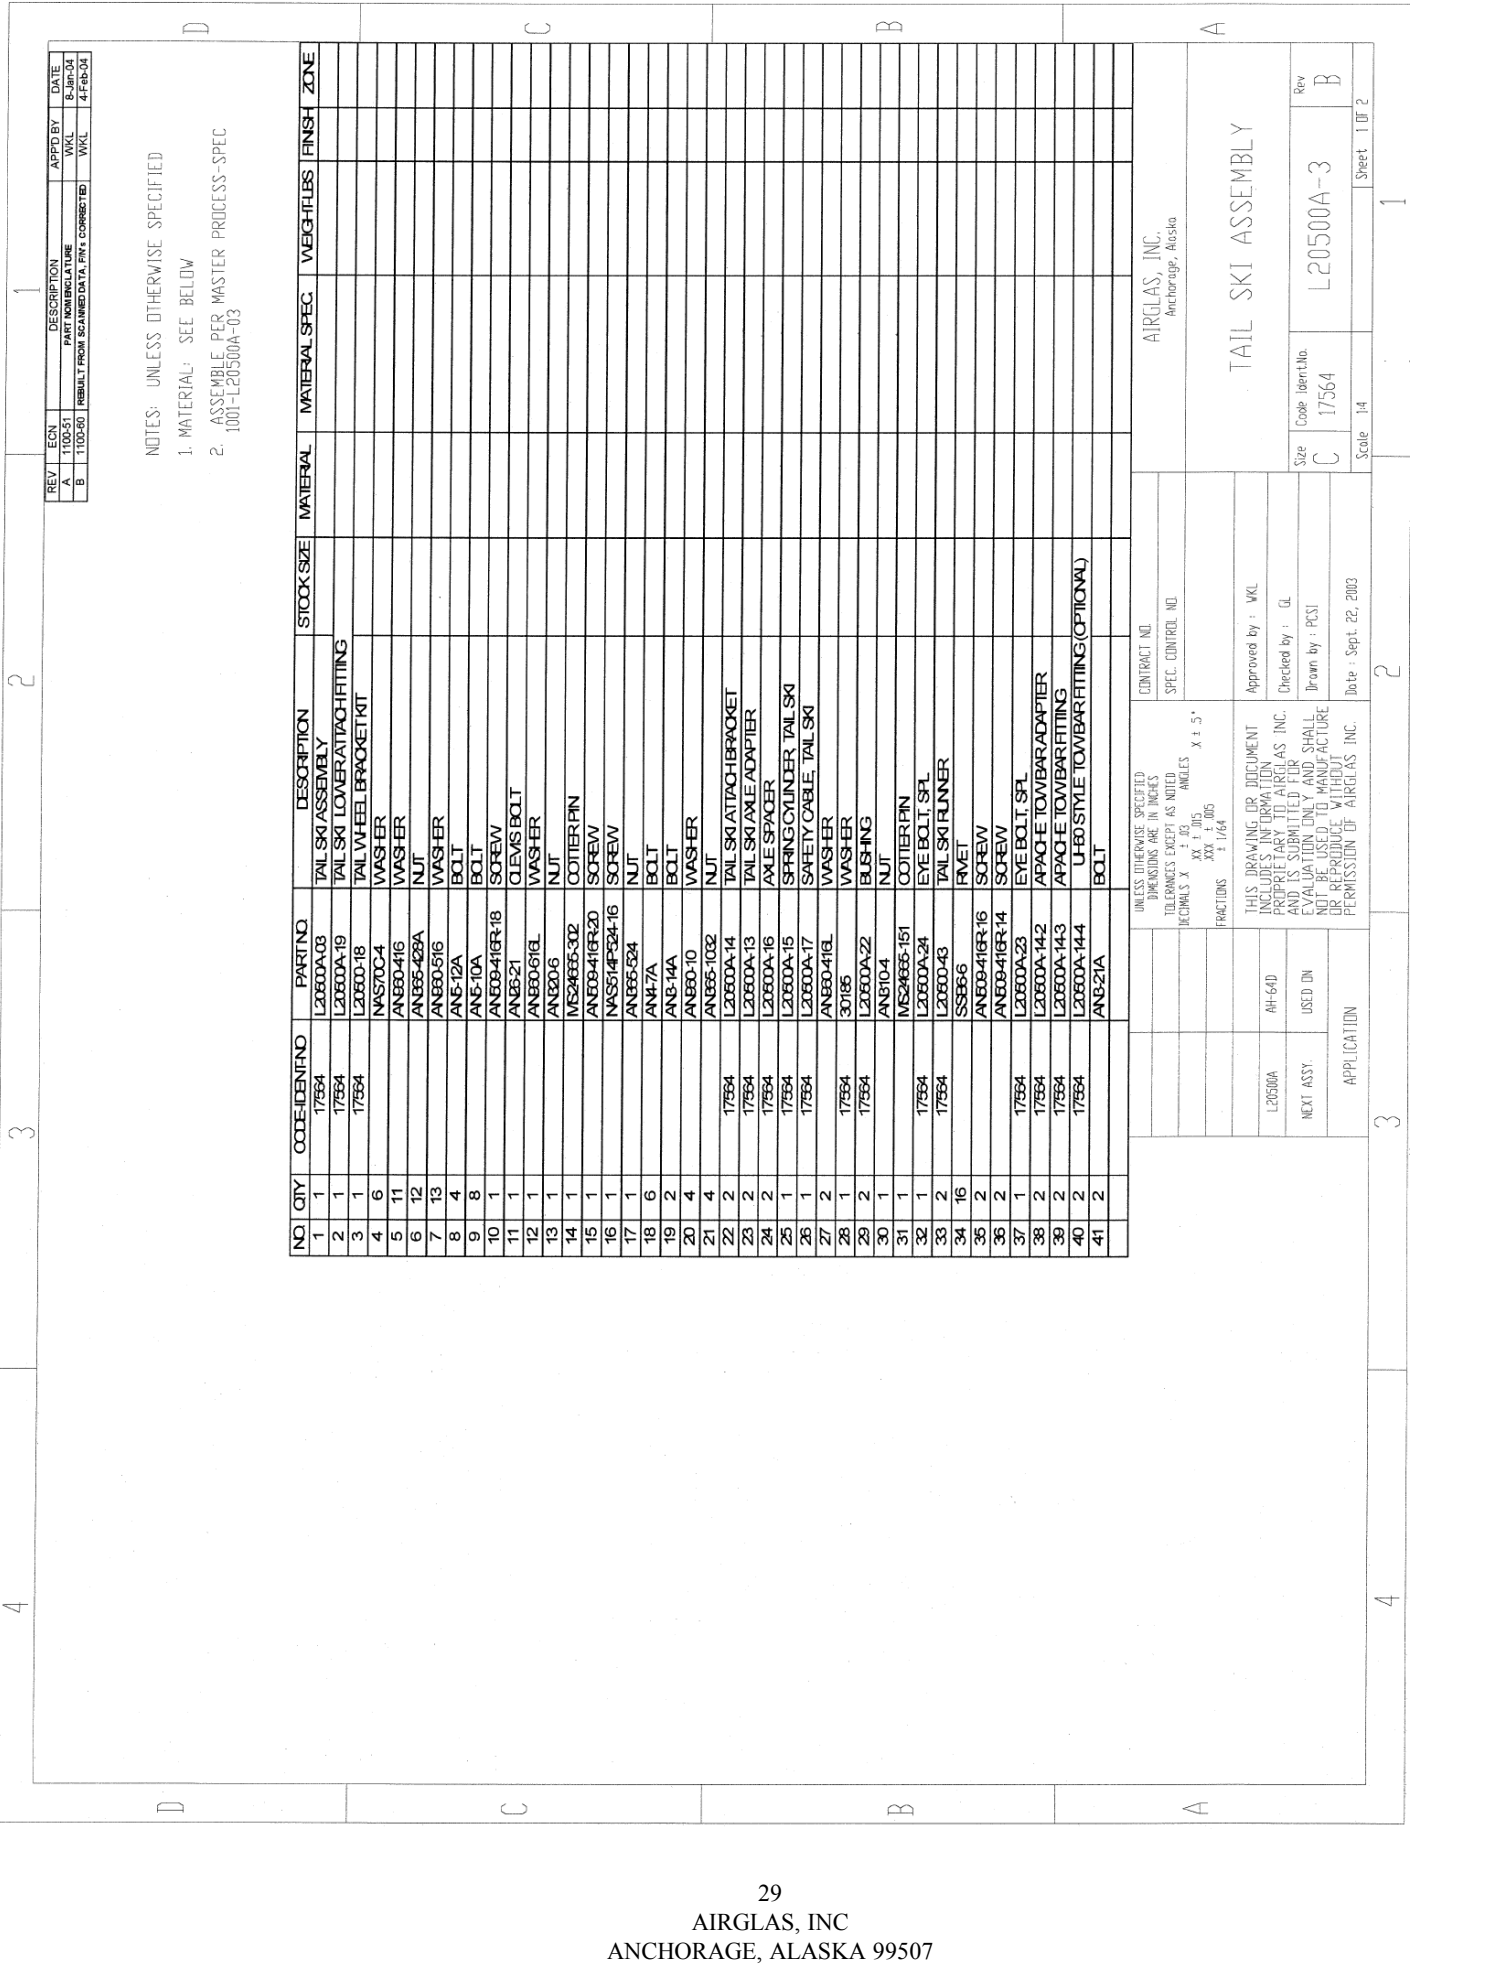 D C B A
1 2 3 4
REV ECN DESCRIPTION APP'D BY DATE
A 1100-51 PART NOMENCLATURE WKL 8-Jan-04
B 1100-60 REBUILT FROM SCANNED DATA, F/N's CORRECTED WKL 4-Feb-04
NOTES: UNLESS OTHERWISE SPECIFIED
1. MATERIAL: SEE BELOW
2. ASSEMBLE PER MASTER PROCESS-SPEC
1001-L20500A-03
NO. QTY CODE-IDENT-NO PART NO. DESCRIPTION STOCK SIZE MATERIAL MATERIAL SPEC. WEIGHT-LBS FINISH ZONE
1 1 17564 L20500A-03 TAIL SKI ASSEMBLY
2 1 17564 L20500A-19 TAIL SKI LOWER ATTACH FITTING
3 1 17564 L20500-18 TAIL WHEEL BRACKET KIT
4 6 NAS70C-4 WASHER
5 11 AN960-416 WASHER
6 12 AN365-428A NUT
7 13 AN960-516 WASHER
8 4 AN5-12A BOLT
9 8 AN5-10A BOLT
10 1 AN509-416R-18 SCREW
11 1 AN26-21 CLEVIS BOLT
12 1 AN960-616L WASHER
13 1 AN320-6 NUT
14 1 MS24665-302 COTTER PIN
15 1 AN509-416R-20 SCREW
16 1 NAS514P524-16 SCREW
17 1 AN365-524 NUT
18 6 AN4-7A BOLT
19 2 AN3-14A BOLT
20 4 AN960-10 WASHER
21 4 AN365-1032 NUT
22 2 17564 L20500A-14 TAIL SKI ATTACH BRACKET
23 2 17564 L20500A-13 TAIL SKI AXLE ADAPTER
24 2 17564 L20500A-16 AXLE SPACER
25 1 17564 L20500A-15 SPRING CYLINDER, TAIL SKI
26 1 17564 L20500A-17 SAFETY CABLE, TAIL SKI
27 2 AN960-416L WASHER
28 1 17564 30185 WASHER
29 2 17564 L20500A-22 BUSHING
30 1 AN310-4 NUT
31 1 MS24665-151 COTTER PIN
32 1 17564 L20500A-24 EYE BOLT, SPL
33 2 17564 L20500-43 TAIL SKI RUNNER
34 16 SSB6-6 RIVET
35 2 AN509-416R-16 SCREW
36 2 AN509-416R-14 SCREW
37 1 17564 L20500A-23 EYE BOLT, SPL
38 2 17564 L20500A-14-2 APACHE TOWBAR ADAPTER
39 2 17564 L20500A-14-3 APACHE TOWBAR FITTING
40 2 17564 L20500A-14-4 UH-60 STYLE TOWBAR FITTING (OPTIONAL)
41 2 AN3-21A BOLT
L20500A AH-64D
NEXT ASSY. USED ON
APPLICATION
UNLESS OTHERWISE SPECIFIED
DIMENSIONS ARE IN INCHES
TOLERANCES EXCEPT AS NOTED
DECIMALS .X ± .03 ANGLES .X ± .5°
.XX ± .015
.XXX ± .005
FRACTIONS ± 1/64
THIS DRAWING OR DOCUMENT
INCLUDES INFORMATION
PROPRIETARY TO AIRGLAS INC.
AND IS SUBMITTED FOR
EVALUATION ONLY AND SHALL
NOT BE USED TO MANUFACTURE
OR REPRODUCE WITHOUT
PERMISSION OF AIRGLAS INC.
CONTRACT NO.
SPEC. CONTROL NO.
Approved by : WKL
Checked by : GL
Drawn by : PCSI
Date : Sept. 22, 2003
AIRGLAS, INC.
Anchorage, Alaska
TAIL SKI ASSEMBLY
Size C
Code Ident.No. 17564
L20500A-3
Rev B
Scale 1:4
Sheet 1 OF 2
D C B A
1 2 3 4
29
AIRGLAS, INC
ANCHORAGE, ALASKA 99507